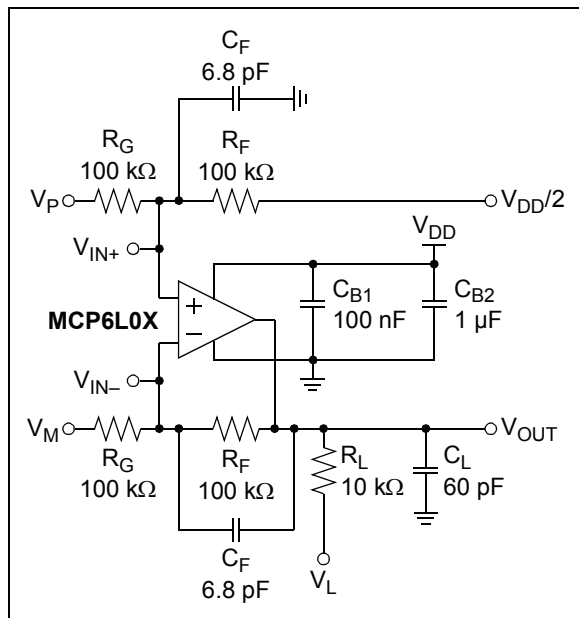 C_F
6.8 pF
R_G
100 kΩ
R_F
100 kΩ
V_P
V_DD/2
V_IN+
V_DD
MCP6L0X
+
–
C_B1
100 nF
C_B2
1 µF
V_IN–
V_M
V_OUT
R_G
100 kΩ
R_F
100 kΩ
R_L
10 kΩ
C_L
60 pF
C_F
6.8 pF
V_L